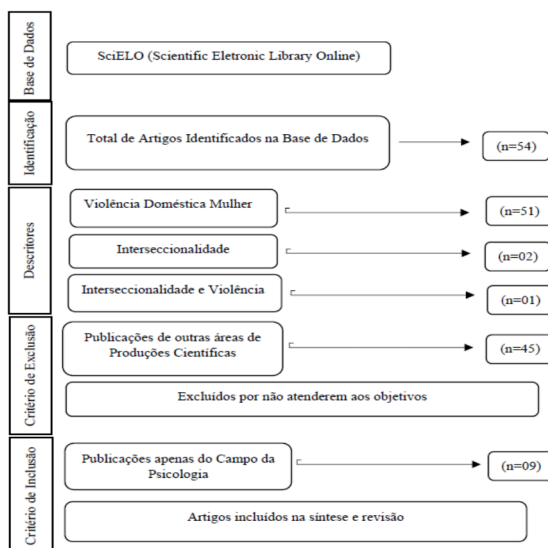 Base de Dados
SciELO (Scientific Eletronic Library Online)
Identificação
Total de Artigos Identificados na Base de Dados
(n=54)
Descritores
Violência Doméstica Mulher
(n=51)
Interseccionalidade
(n=02)
Interseccionalidade e Violência
(n=01)
Critério de Exclusão
Publicações de outras áreas de
Produções Científicas
(n=45)
Excluídos por não atenderem aos objetivos
Critério de Inclusão
Publicações apenas do Campo da
Psicologia
(n=09)
Artigos incluídos na síntese e revisão